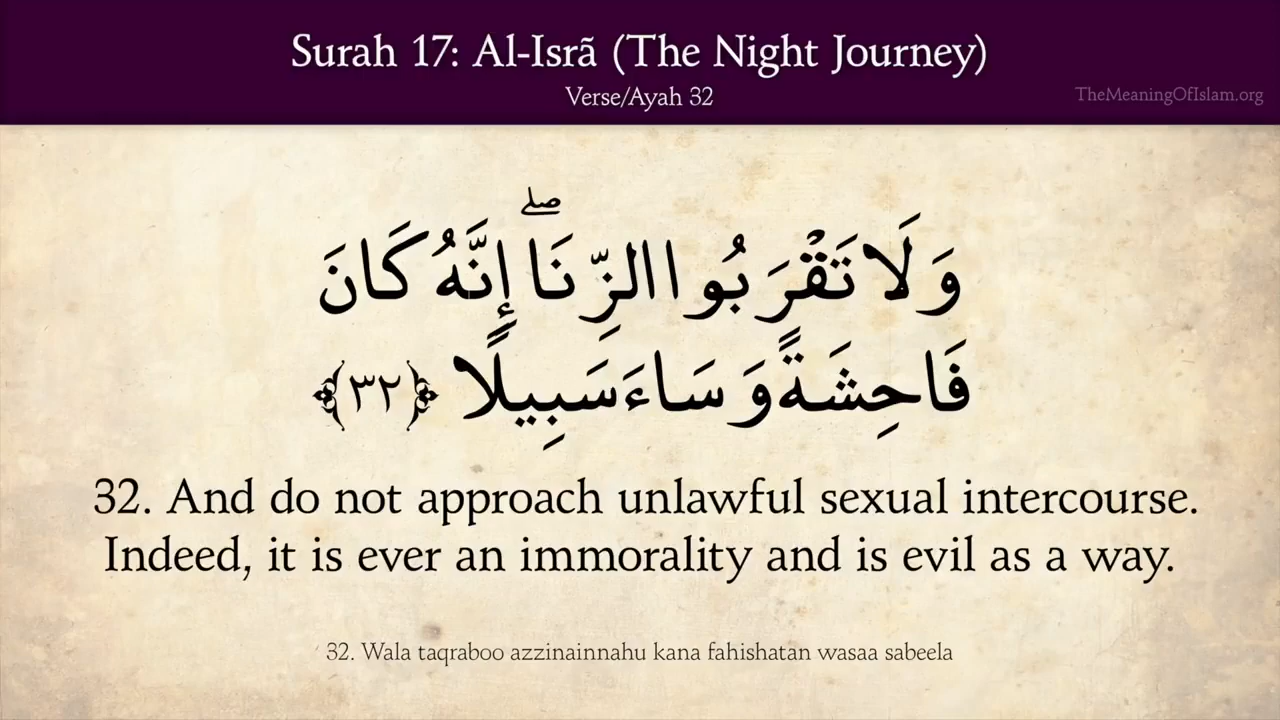 Surah 17: Al-Isrã (The Night Journey)
Verse/Ayah 32
TheMeaningOfIslam.org
وَلَا تَقْرَبُوا الزِّنَا ۖ إِنَّهُ كَانَ
فَاحِشَةً وَسَاءَ سَبِيلًا ﴿٣٢﴾
32. And do not approach unlawful sexual intercourse.
Indeed, it is ever an immorality and is evil as a way.
32. Wala taqraboo azzinainnahu kana fahishatan wasaa sabeela